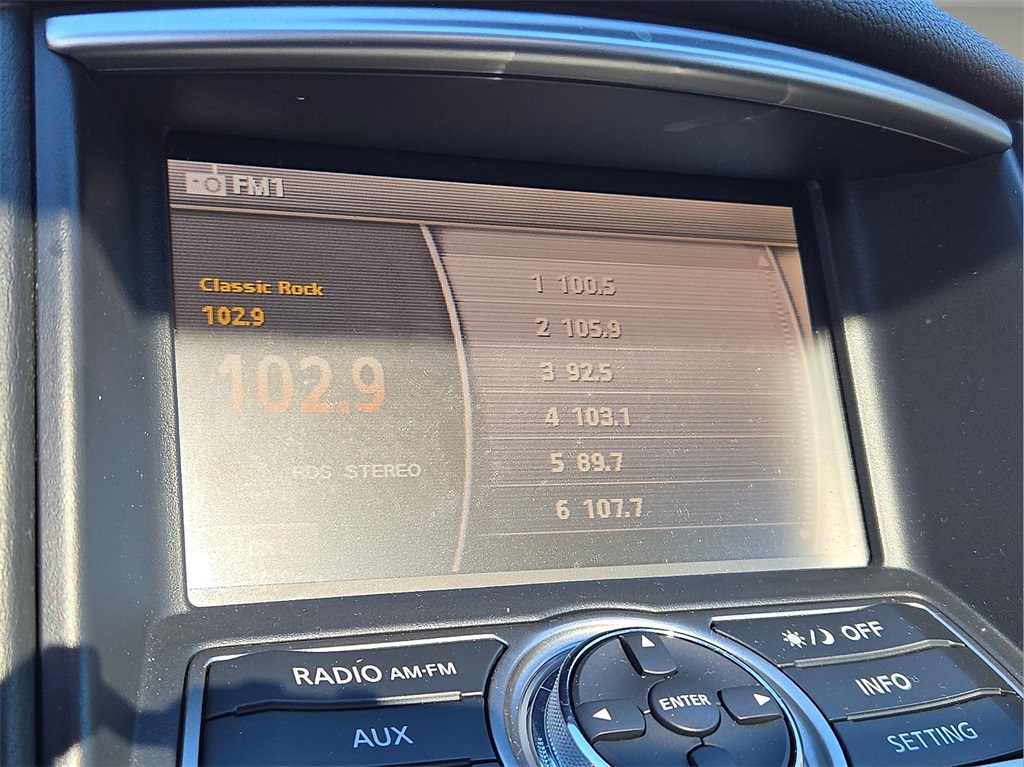 FM1
Classic Rock
102.9
102.9
RDS STEREO
1 100.5
2 105.9
3 92.5
4 103.1
5 89.7
6 107.7
RADIO AM·FM
AUX
ENTER
OFF
INFO
SETTING